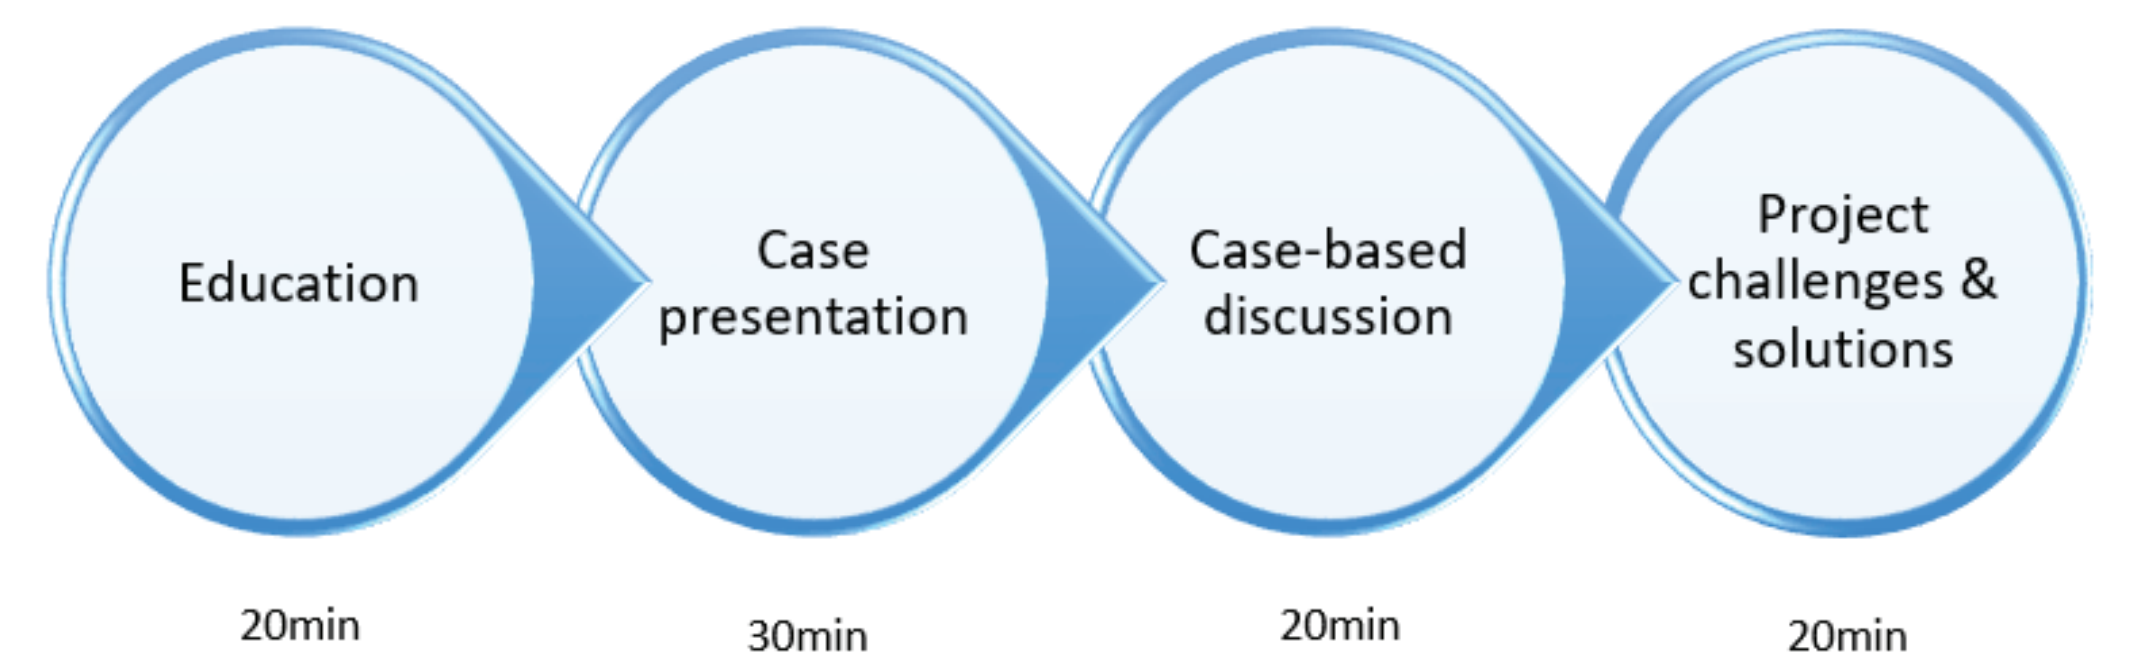 Education
Case
presentation
Case-based
discussion
Project
challenges &
solutions
20min
30min
20min
20min